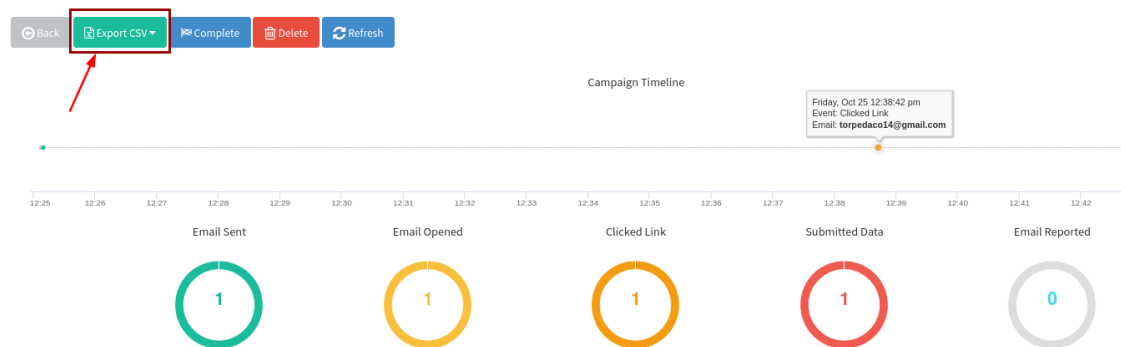 Back Export CSV Complete Delete Refresh
Campaign Timeline
Friday, Oct 25 12:38:42 pm
Event: Clicked Link
Email: torpedaco14@gmail.com
12:25 12:26 12:27 12:28 12:29 12:30 12:31 12:32 12:33 12:34 12:35 12:36 12:37 12:38 12:39 12:40 12:41 12:42
Email Sent Email Opened Clicked Link Submitted Data Email Reported
1 1 1 1 0